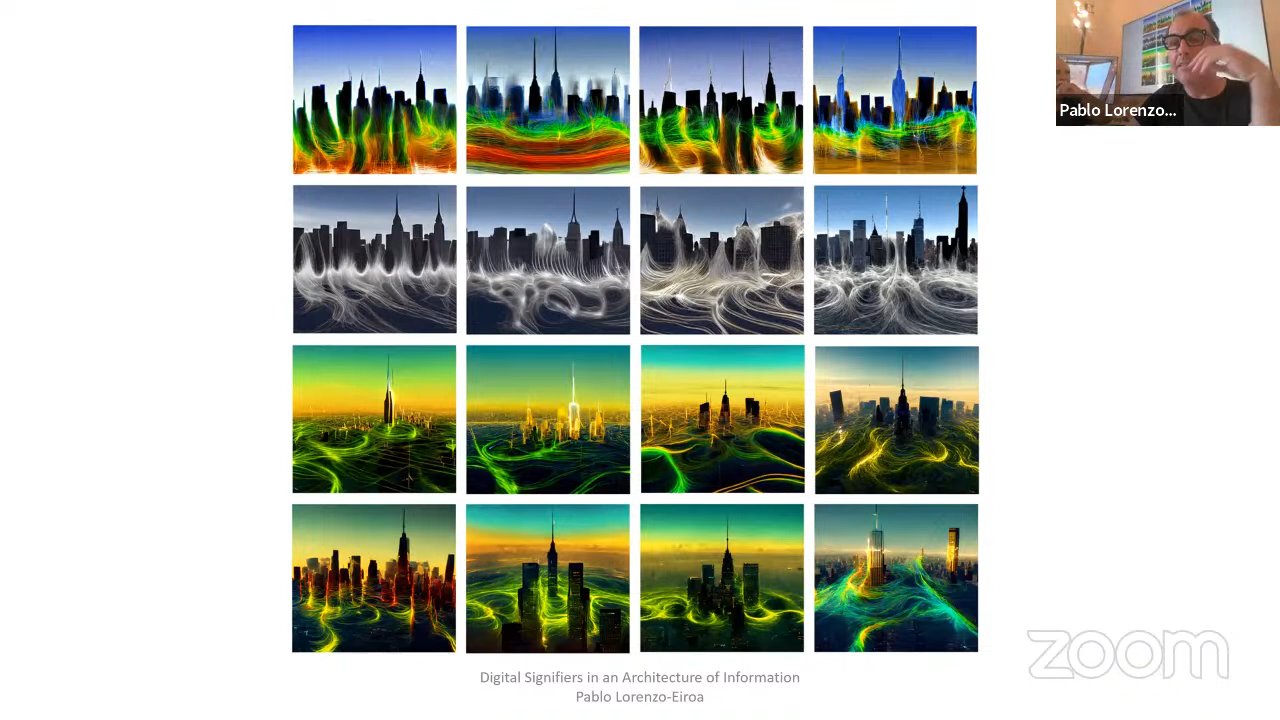 Pablo Lorenzo...
zoom
Digital Signifiers in an Architecture of Information
Pablo Lorenzo-Eiroa